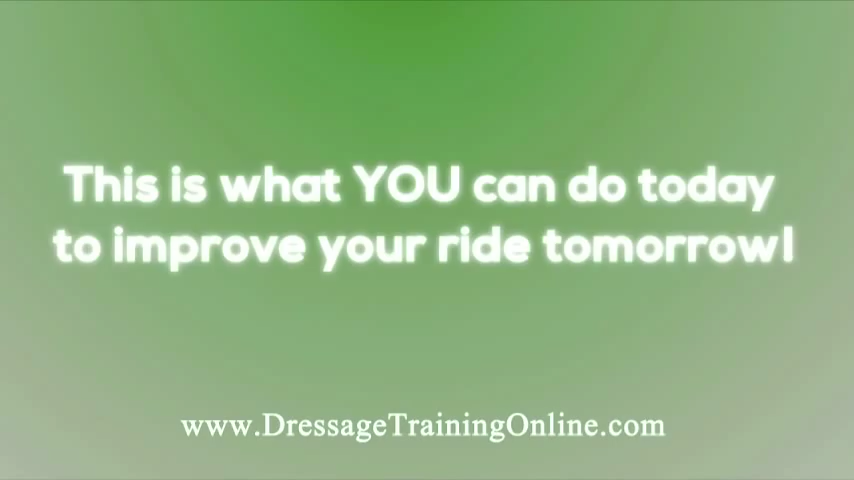 This is what YOU can do today
to improve your ride tomorrow!
www.DressageTrainingOnline.com